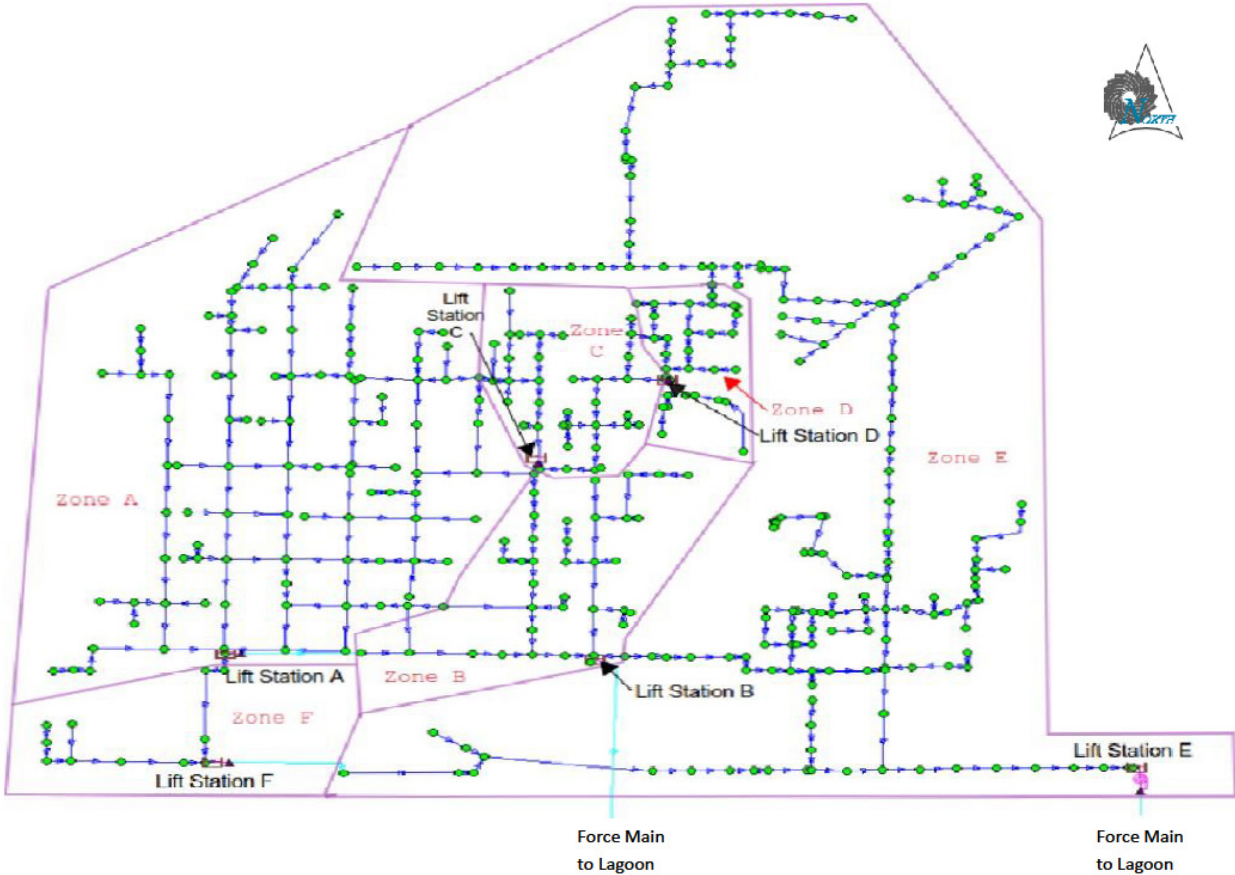 NORTH
Lift
Station
C
Zone
C
Zone D
Lift Station D
Zone E
Zone A
Lift Station A
Zone B
Lift Station B
Zone F
Lift Station E
Lift Station F
Force Main
to Lagoon
Force Main
to Lagoon